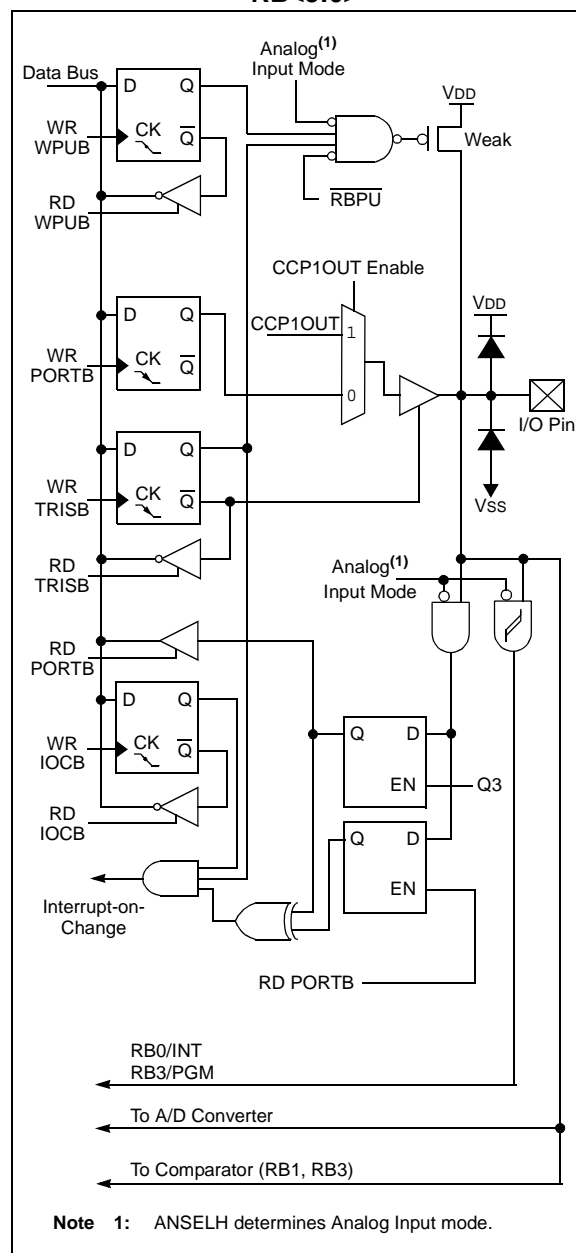 Analog(1)
Input Mode
Data Bus
D Q
VDD
WR
WPUB
CK
Q
Weak
RD
WPUB
RBPU
CCP1OUT Enable
CCP1OUT
1
0
VDD
D Q
WR
PORTB
CK
Q
I/O Pin
D Q
WR
TRISB
CK
Q
VSS
RD
TRISB
Analog(1)
Input Mode
RD
PORTB
D Q
WR
IOCB
CK
Q
Q D
EN
Q3
RD
IOCB
Q D
EN
Interrupt-on-
Change
RD PORTB
RB0/INT
RB3/PGM
To A/D Converter
To Comparator (RB1, RB3)
Note 1: ANSELH determines Analog Input mode.